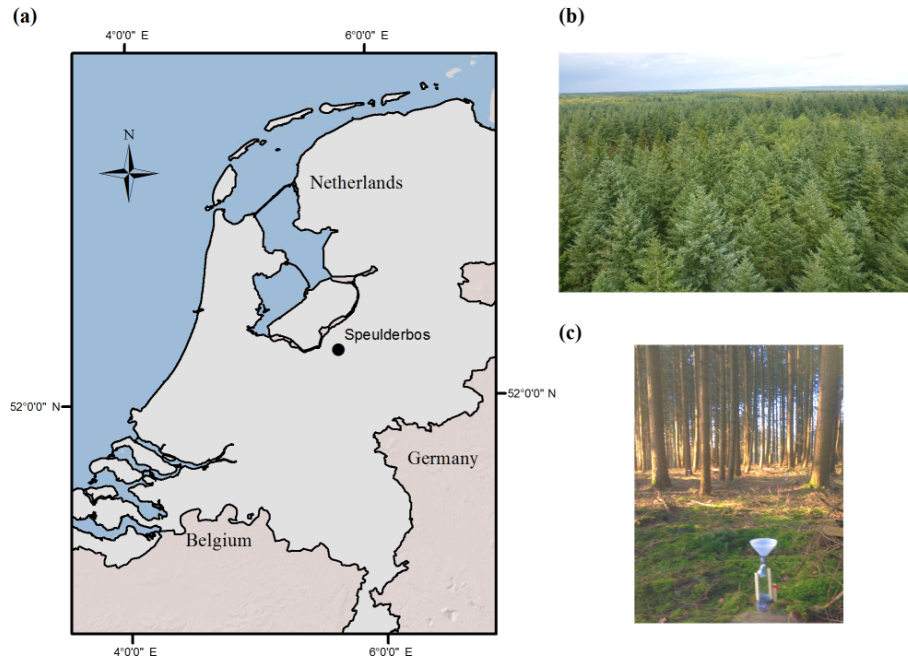 (a)
(b)
4°0'0" E
6°0'0" E
N
Netherlands
Speulderbos
(c)
52°0'0" N
52°0'0" N
Germany
Belgium
4°0'0" E
6°0'0" E